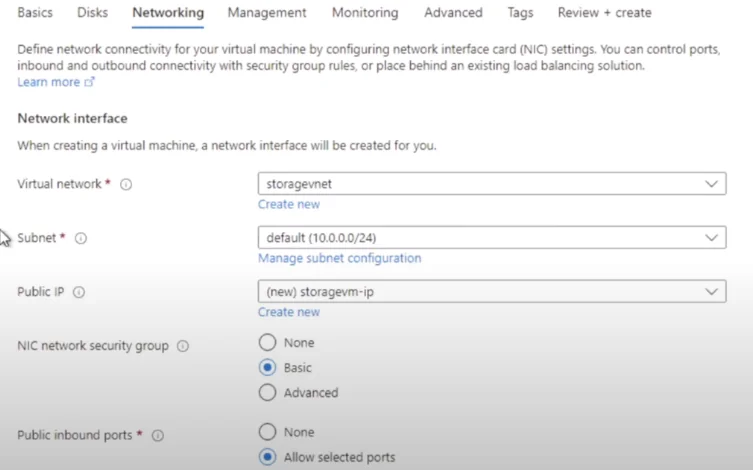 Basics Disks Networking Management Monitoring Advanced Tags Review + create
Define network connectivity for your virtual machine by configuring network interface card (NIC) settings. You can control ports,
inbound and outbound connectivity with security group rules, or place behind an existing load balancing solution.
Learn more
Network interface
When creating a virtual machine, a network interface will be created for you.
Virtual network *
storagevnet
Create new
Subnet *
default (10.0.0.0/24)
Manage subnet configuration
Public IP
(new) storagevm-ip
Create new
NIC network security group
None
Basic
Advanced
Public inbound ports *
None
Allow selected ports